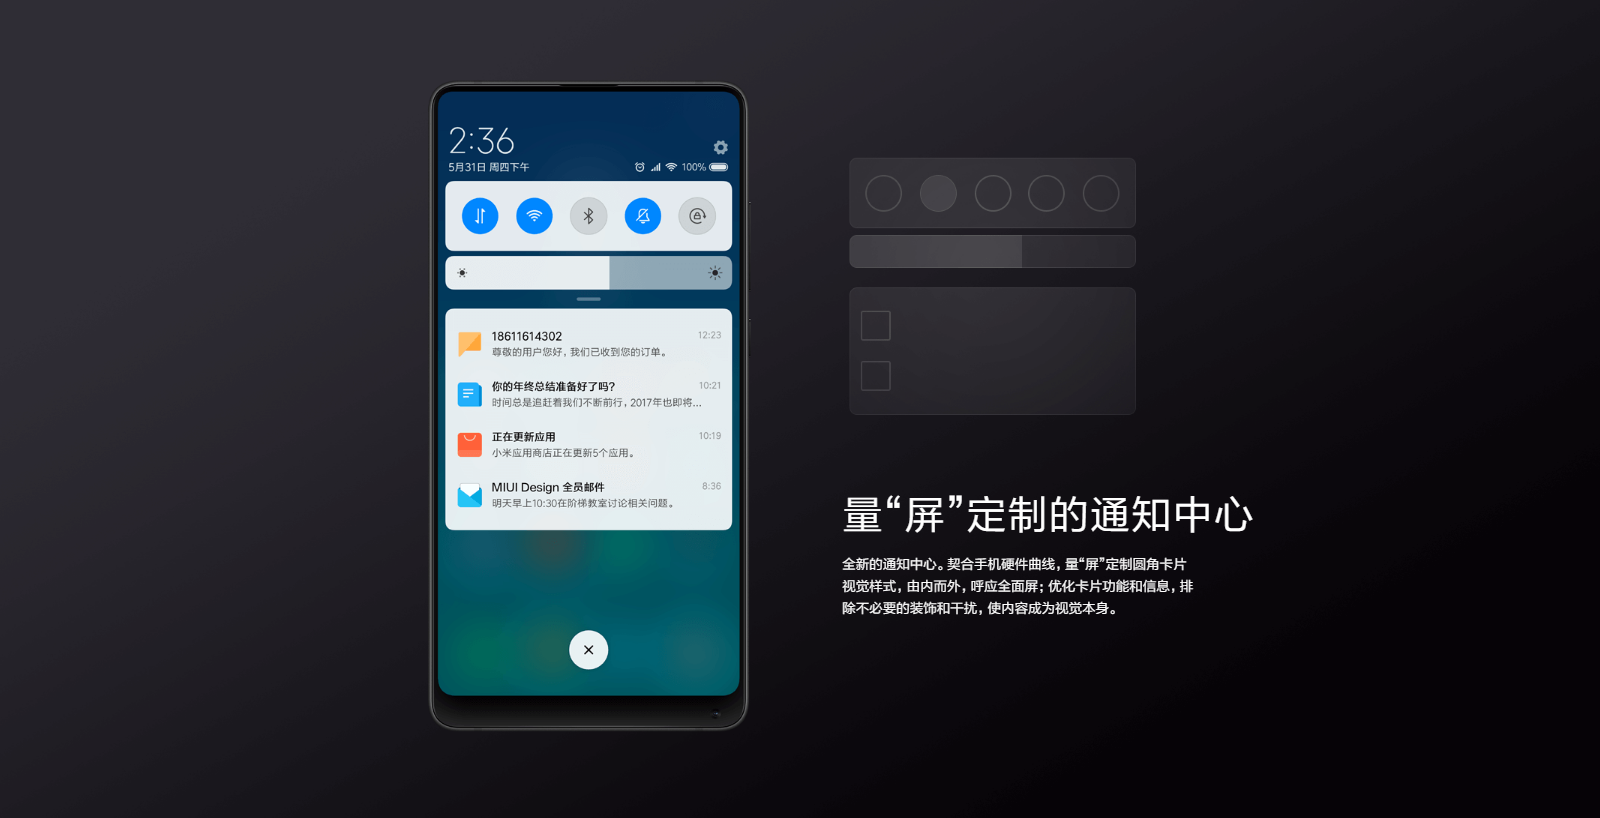 2:36
5月31日 周四下午
100%
18611614302 12:23
尊敬的用户您好，我们已收到您的订单。
你的年终总结准备好了吗？ 10:21
时间总是追赶着我们不断前行，2017年也即将...
正在更新应用 10:19
小米应用商店正在更新5个应用。
MIUI Design 全员邮件 8:36
明天早上10:30在阶梯教室讨论相关问题。
量“屏”定制的通知中心
全新的通知中心。契合手机硬件曲线，量“屏”定制圆角卡片
视觉样式，由内而外，呼应全面屏；优化卡片功能和信息，排
除不必要的装饰和干扰，使内容成为视觉本身。